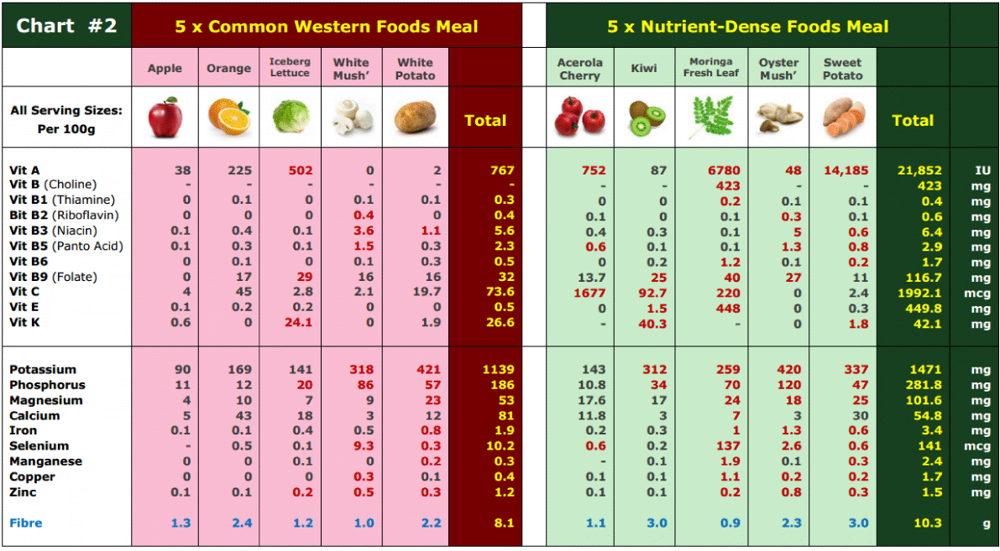 Chart #2 5 x Common Western Foods Meal 5 x Nutrient-Dense Foods Meal
Apple Orange Iceberg Lettuce White Mush’ White Potato Acerola Cherry Kiwi Moringa Fresh Leaf Oyster Mush’ Sweet Potato
All Serving Sizes: Per 100g Total Total
Vit A 38 225 502 0 2 767 752 87 6780 48 14,185 21,852 IU
Vit B (Choline) - - - - - - - - 423 - - 423 mg
Vit B1 (Thiamine) 0 0.1 0 0.1 0.1 0.3 0 0 0.2 0.1 0.1 0.4 mg
Bit B2 (Riboflavin) 0 0 0 0.4 0 0.4 0.1 0 0.1 0.3 0.1 0.6 mg
Vit B3 (Niacin) 0.1 0.4 0.1 3.6 1.1 5.6 0.4 0.3 0.1 5 0.6 6.4 mg
Vit B5 (Panto Acid) 0.1 0.3 0.1 1.5 0.3 2.3 0.6 0.1 0.1 1.3 0.8 2.9 mg
Vit B6 0 0.1 0 0.1 0.3 0.5 0 0.2 1.2 0.1 0.2 1.7 mg
Vit B9 (Folate) 0 17 29 16 16 32 13.7 25 40 27 11 116.7 mg
Vit C 4 45 2.8 2.1 19.7 73.6 1677 92.7 220 0 2.4 1992.1 mcg
Vit E 0.1 0.2 0.2 0 0 0.5 0 1.5 448 0 0.3 449.8 mg
Vit K 0.6 0 24.1 0 1.9 26.6 - 40.3 - 0 1.8 42.1 mg
Potassium 90 169 141 318 421 1139 143 312 259 420 337 1471 mg
Phosphorus 11 12 20 86 57 186 10.8 34 70 120 47 281.8 mg
Magnesium 4 10 7 9 23 53 17.6 17 24 18 25 101.6 mg
Calcium 5 43 18 3 12 81 11.8 3 7 3 30 54.8 mg
Iron 0.1 0.1 0.4 0.5 0.8 1.9 0.2 0.3 1 1.3 0.6 3.4 mg
Selenium - 0.5 0.1 9.3 0.3 10.2 0.6 0.2 137 2.6 0.6 141 mcg
Manganese 0 0 0.1 0 0.2 0.3 - 0.1 1.9 0.1 0.3 2.4 mg
Copper 0 0 0 0.3 0.1 0.4 0.1 0.1 1.1 0.2 0.2 1.7 mg
Zinc 0.1 0.1 0.2 0.5 0.3 1.2 0.1 0.1 0.2 0.8 0.3 1.5 mg
Fibre 1.3 2.4 1.2 1.0 2.2 8.1 1.1 3.0 0.9 2.3 3.0 10.3 g